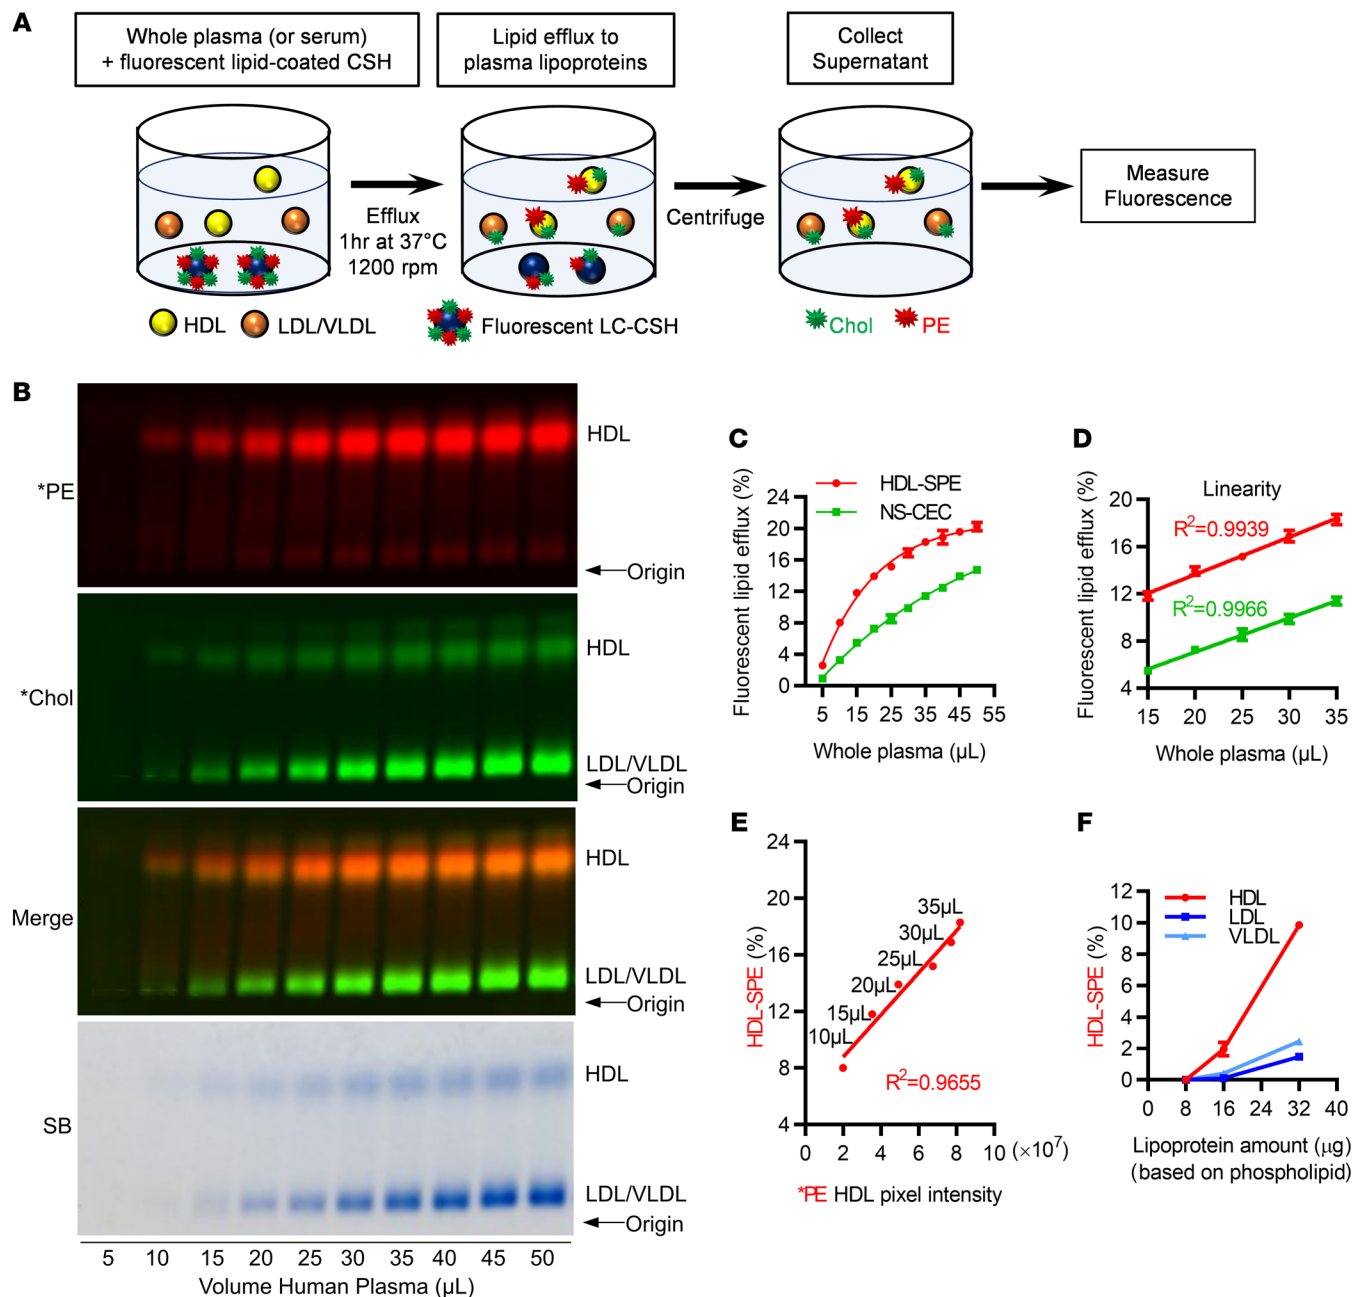 A
Whole plasma (or serum)
+ fluorescent lipid-coated CSH
Lipid efflux to
plasma lipoproteins
Collect
Supernatant
Efflux
1hr at 37°C
1200 rpm
Centrifuge
Measure
Fluorescence
HDL
LDL/VLDL
Fluorescent LC-CSH
Chol
PE
B
*PE
HDL
Origin
*Chol
HDL
LDL/VLDL
Origin
Merge
HDL
LDL/VLDL
Origin
SB
HDL
LDL/VLDL
Origin
5 10 15 20 25 30 35 40 45 50
Volume Human Plasma (µL)
C
Fluorescent lipid efflux (%)
HDL-SPE
NS-CEC
24
20
16
12
8
4
0
5 15 25 35 45 55
Whole plasma (µL)
D
Fluorescent lipid efflux (%)
Linearity
R²=0.9939
R²=0.9966
20
16
12
8
4
15 20 25 30 35
Whole plasma (µL)
E
HDL-SPE (%)
24
20
16
12
8
4
35µL
30µL
25µL
20µL
15µL
10µL
R²=0.9655
0 2 4 6 8 10 (×10⁷)
*PE HDL pixel intensity
F
HDL-SPE (%)
HDL
LDL
VLDL
12
10
8
6
4
2
0
0 8 16 24 32 40
Lipoprotein amount (µg)
(based on phospholipid)